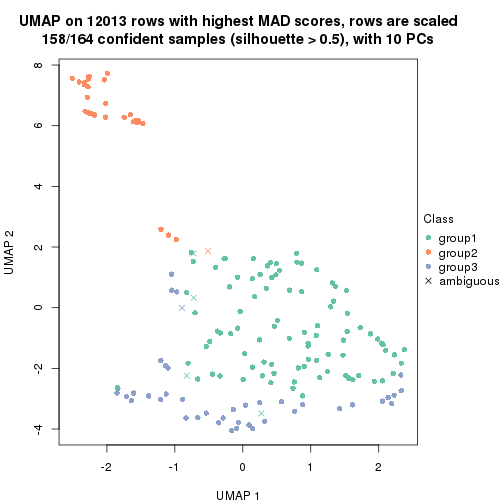 UMAP on 12013 rows with highest MAD scores, rows are scaled
158/164 confident samples (silhouette > 0.5), with 10 PCs
8
6
4
2
0
-2
-4
UMAP 2
-2
-1
0
1
2
UMAP 1
Class
group1
group2
group3
ambiguous